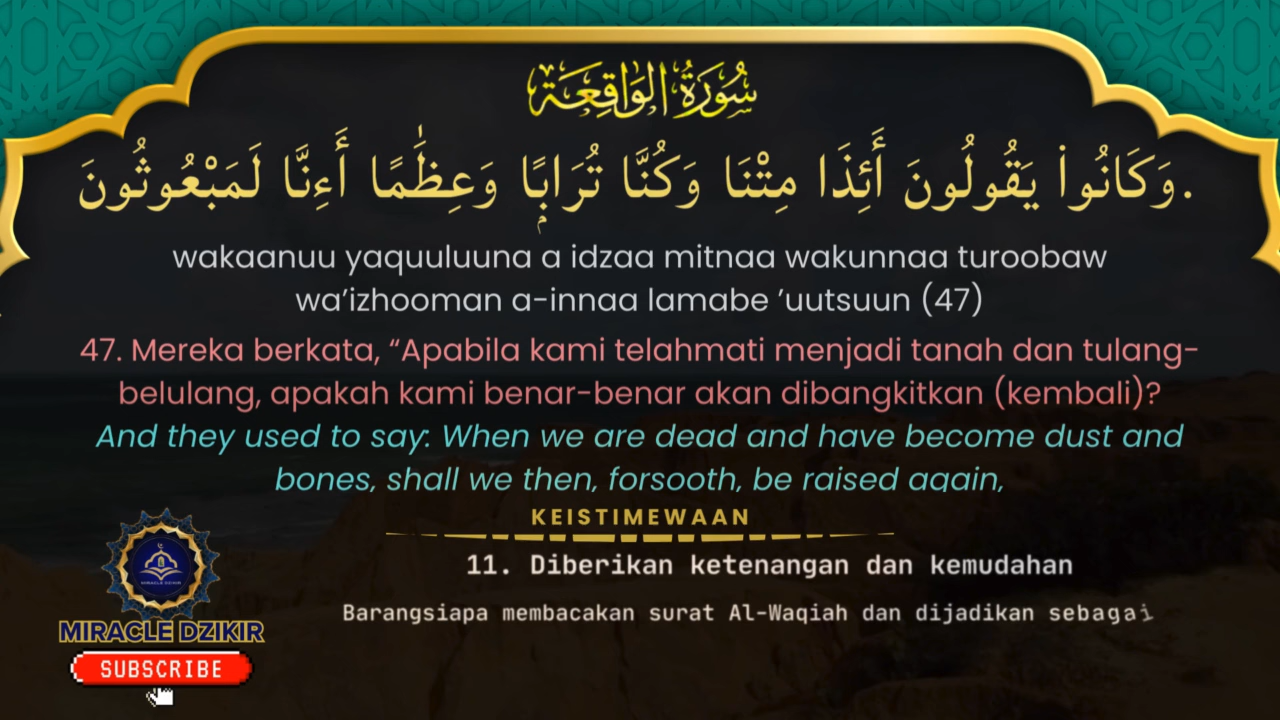 سُورَةُ الوَاقِعَة
وَكَانُوا۟ يَقُولُونَ أَئِذَا مِتْنَا وَكُنَّا تُرَابًۭا وَعِظَٰمًا أَءِنَّا لَمَبْعُوثُونَ.
wakaanuu yaquuluuna a idzaa mitnaa wakunnaa turoobaw
wa’izhooman a-innaa lamabe ’uutsuun (47)
47. Mereka berkata, “Apabila kami telahmati menjadi tanah dan tulang-
belulang, apakah kami benar-benar akan dibangkitkan (kembali)?
And they used to say: When we are dead and have become dust and
bones, shall we then, forsooth, be raised again,
KEISTIMEWAAN
11. Diberikan ketenangan dan kemudahan
Barangsiapa membacakan surat Al-Waqiah dan dijadikan sebagai
MIRACLE DZIKIR
MIRACLE DZIKIR
SUBSCRIBE